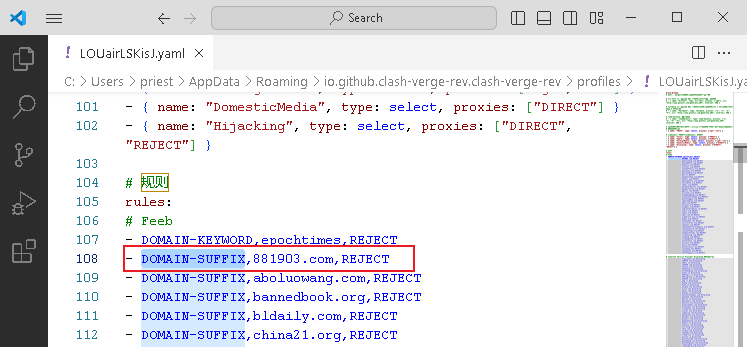 Search
LOUairLSKisJ.yaml
C: > Users > priest > AppData > Roaming > io.github.clash-verge-rev.clash-verge-rev > profiles > ! LOUairLSKisJ.ya
101 - { name: "DomesticMedia", type: select, proxies: ["DIRECT"] }
102 - { name: "Hijacking", type: select, proxies: ["DIRECT",
"REJECT"] }
103
104 # 规则
105 rules:
106 # Feeb
107 - DOMAIN-KEYWORD,epochtimes,REJECT
108 - DOMAIN-SUFFIX,881903.com,REJECT
109 - DOMAIN-SUFFIX,aboluowang.com,REJECT
110 - DOMAIN-SUFFIX,bannedbook.org,REJECT
111 - DOMAIN-SUFFIX,bldaily.com,REJECT
112 - DOMAIN-SUFFIX,china21.org,REJECT